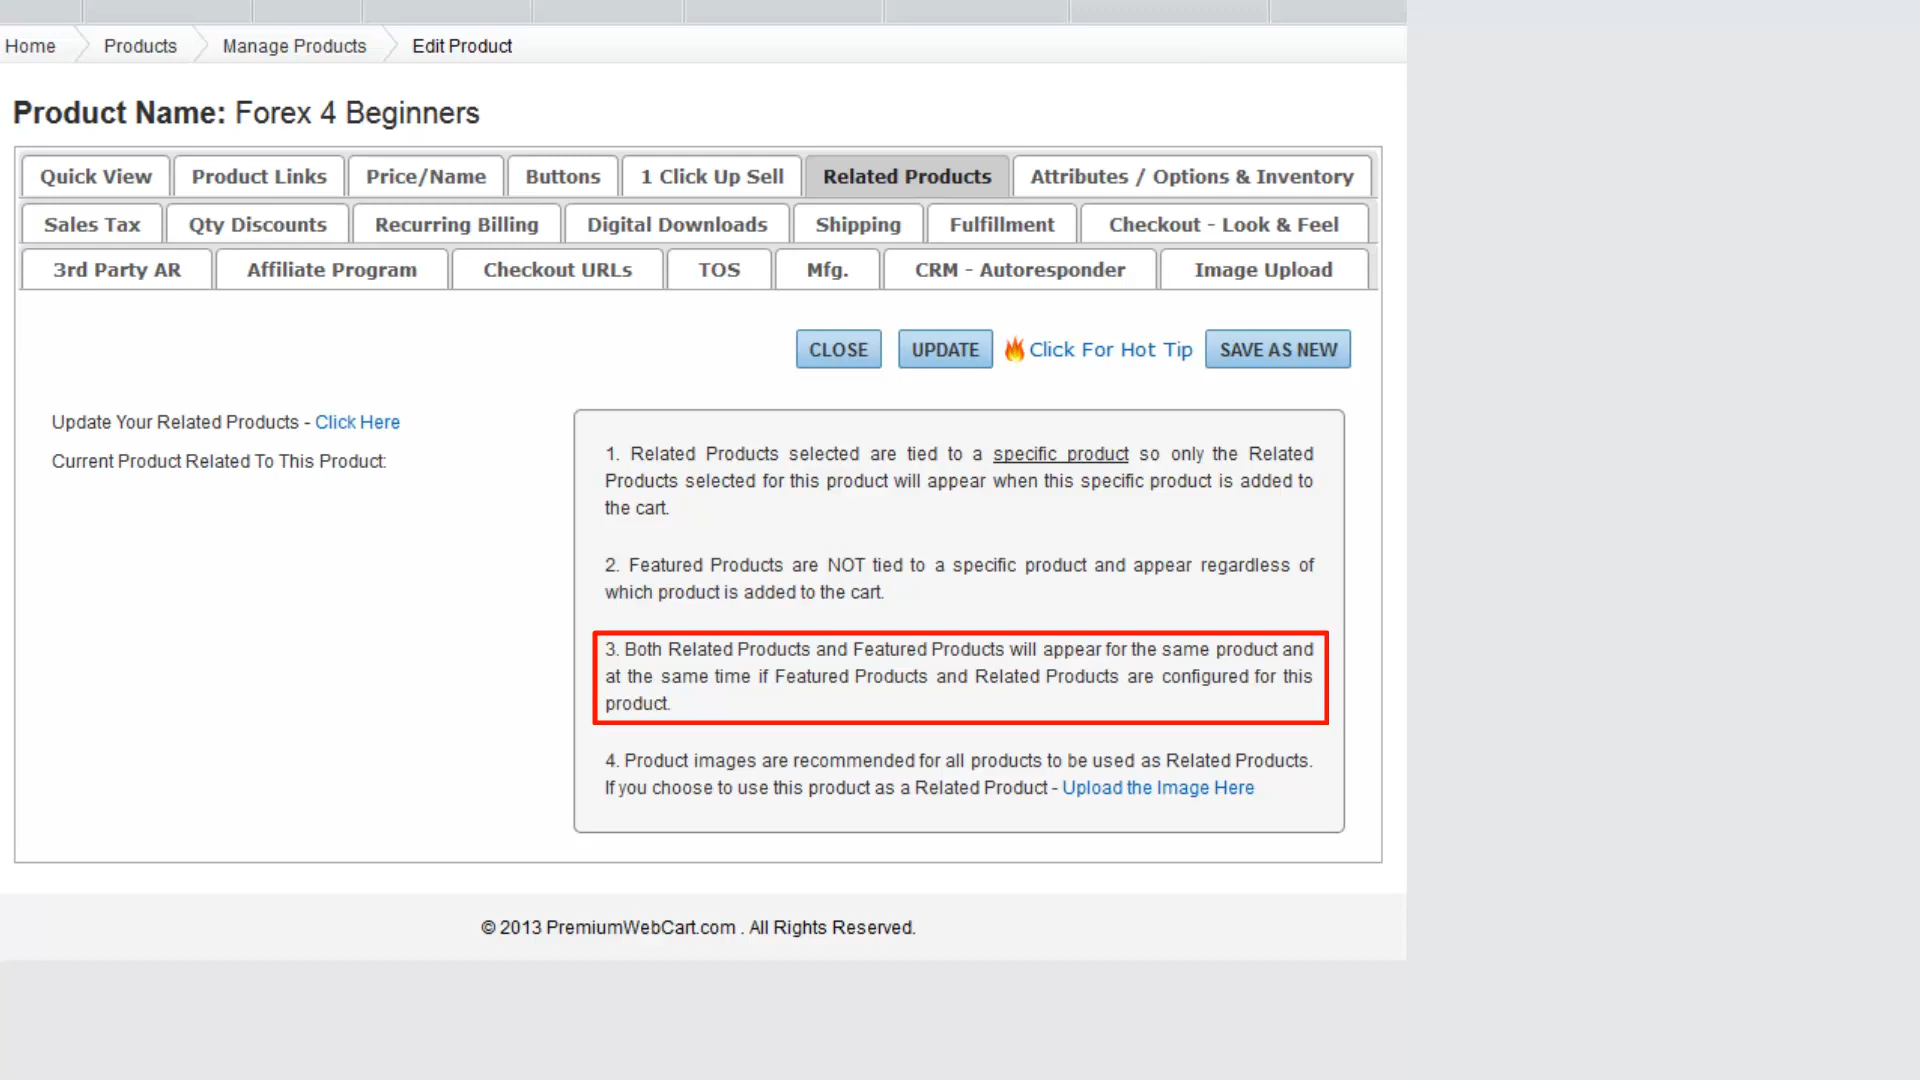 Home Products Manage Products Edit Product
Product Name: Forex 4 Beginners
Quick View Product Links Price/Name Buttons 1 Click Up Sell Related Products Attributes / Options & Inventory
Sales Tax Qty Discounts Recurring Billing Digital Downloads Shipping Fulfillment Checkout - Look & Feel
3rd Party AR Affiliate Program Checkout URLs TOS Mfg. CRM - Autoresponder Image Upload
CLOSE UPDATE Click For Hot Tip SAVE AS NEW
Update Your Related Products - Click Here
Current Product Related To This Product:
1. Related Products selected are tied to a specific product so only the Related
Products selected for this product will appear when this specific product is added to
the cart.
2. Featured Products are NOT tied to a specific product and appear regardless of
which product is added to the cart.
3. Both Related Products and Featured Products will appear for the same product and
at the same time if Featured Products and Related Products are configured for this
product.
4. Product images are recommended for all products to be used as Related Products.
If you choose to use this product as a Related Product - Upload the Image Here
© 2013 PremiumWebCart.com . All Rights Reserved.